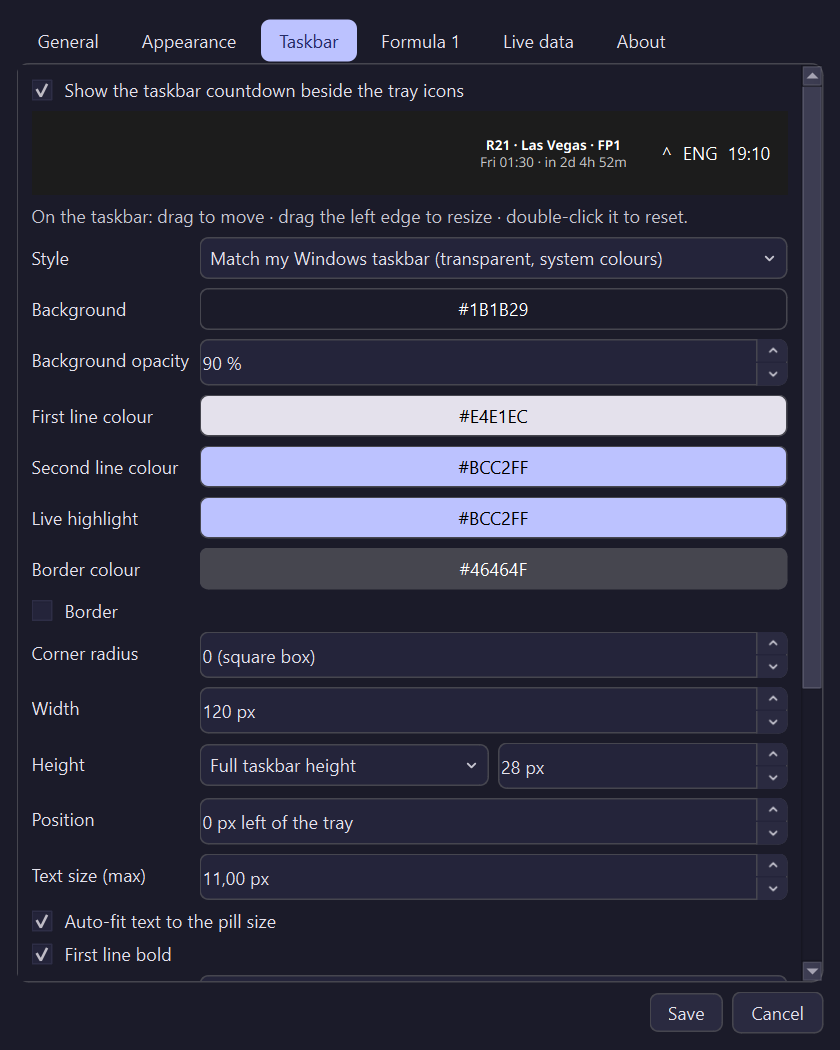 General Appearance Taskbar Formula 1 Live data About
Show the taskbar countdown beside the tray icons
R21 · Las Vegas · FP1
Fri 01:30 · in 2d 4h 52m
^ ENG 19:10
On the taskbar: drag to move · drag the left edge to resize · double-click it to reset.
Style Match my Windows taskbar (transparent, system colours)
Background #1B1B29
Background opacity 90 %
First line colour #E4E1EC
Second line colour #BCC2FF
Live highlight #BCC2FF
Border colour #46464F
Border
Corner radius 0 (square box)
Width 120 px
Height Full taskbar height 28 px
Position 0 px left of the tray
Text size (max) 11,00 px
Auto-fit text to the pill size
First line bold
Save Cancel